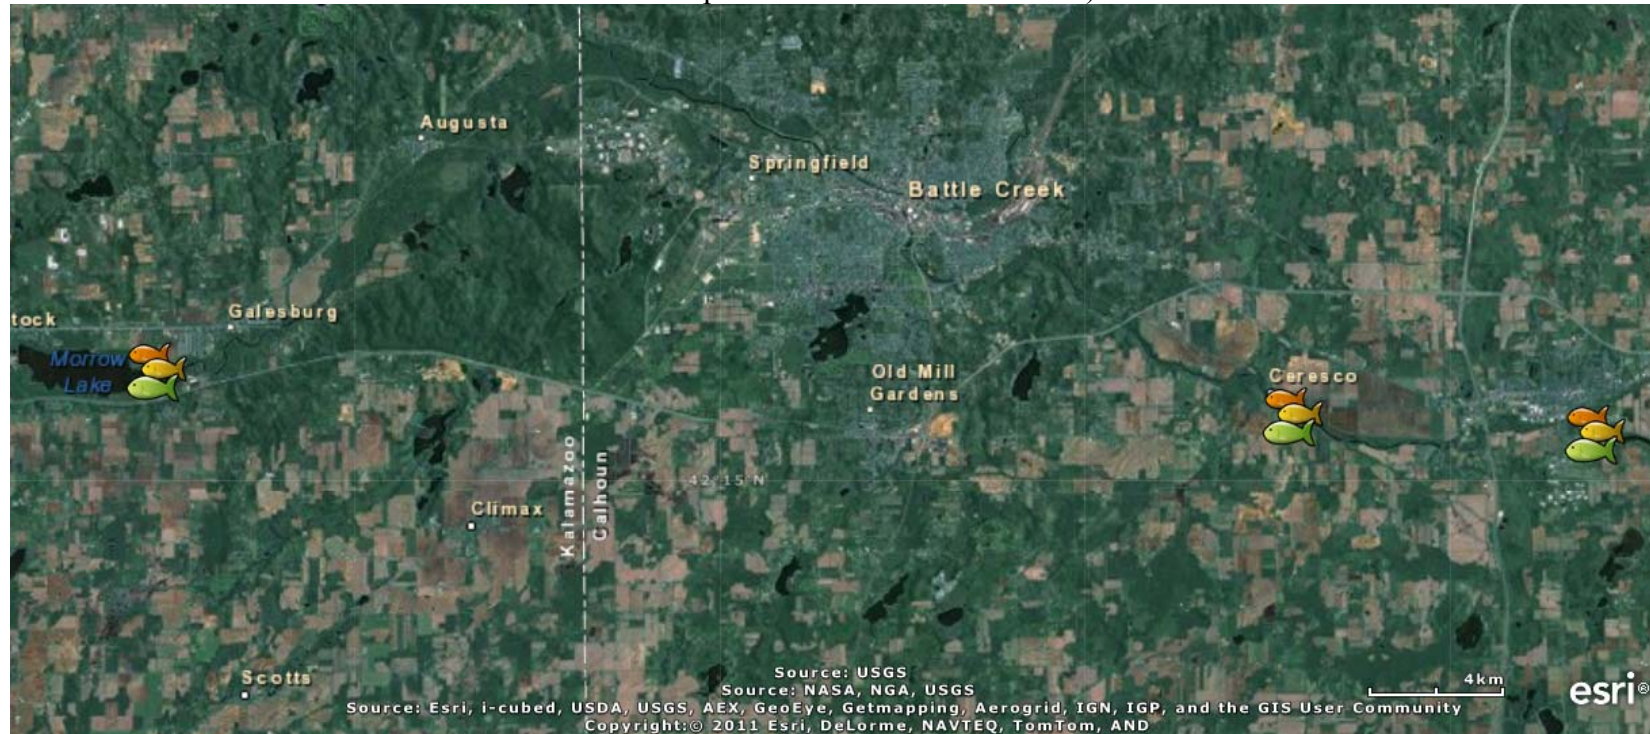 Augusta
Springfield
Battle Creek
Galesburg
tock
Morrow
Lake
Old Mill
Gardens
Ceresco
Kalamazoo
Calhoun
42°15'N
Climax
Scotts
4km
esri®
Source: USGS
Source: NASA, NGA, USGS
Source: Esri, i-cubed, USDA, USGS, AEX, GeoEye, Getmapping, Aerogrid, IGN, IGP, and the GIS User Community
Copyright:© 2011 Esri, DeLorme, NAVTEQ, TomTom, AND